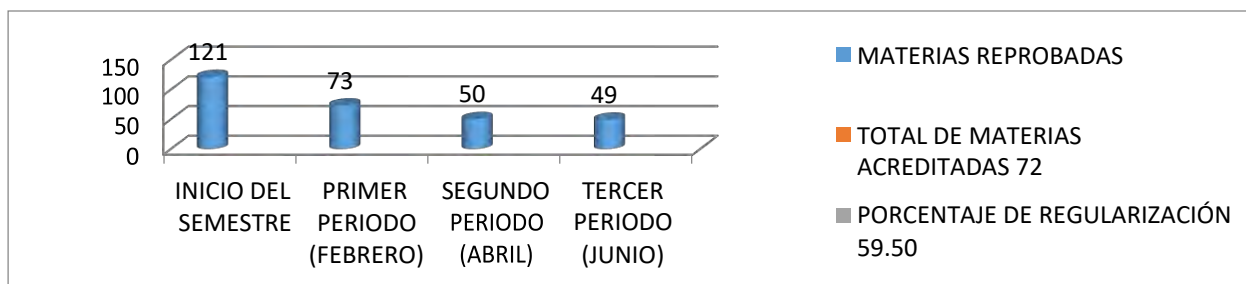 121
73
50
49
150
100
50
0
INICIO DEL SEMESTRE
PRIMER PERIODO (FEBRERO)
SEGUNDO PERIODO (ABRIL)
TERCER PERIODO (JUNIO)
MATERIAS REPROBADAS
TOTAL DE MATERIAS
ACREDITADAS 72
PORCENTAJE DE REGULARIZACIÓN
59.50